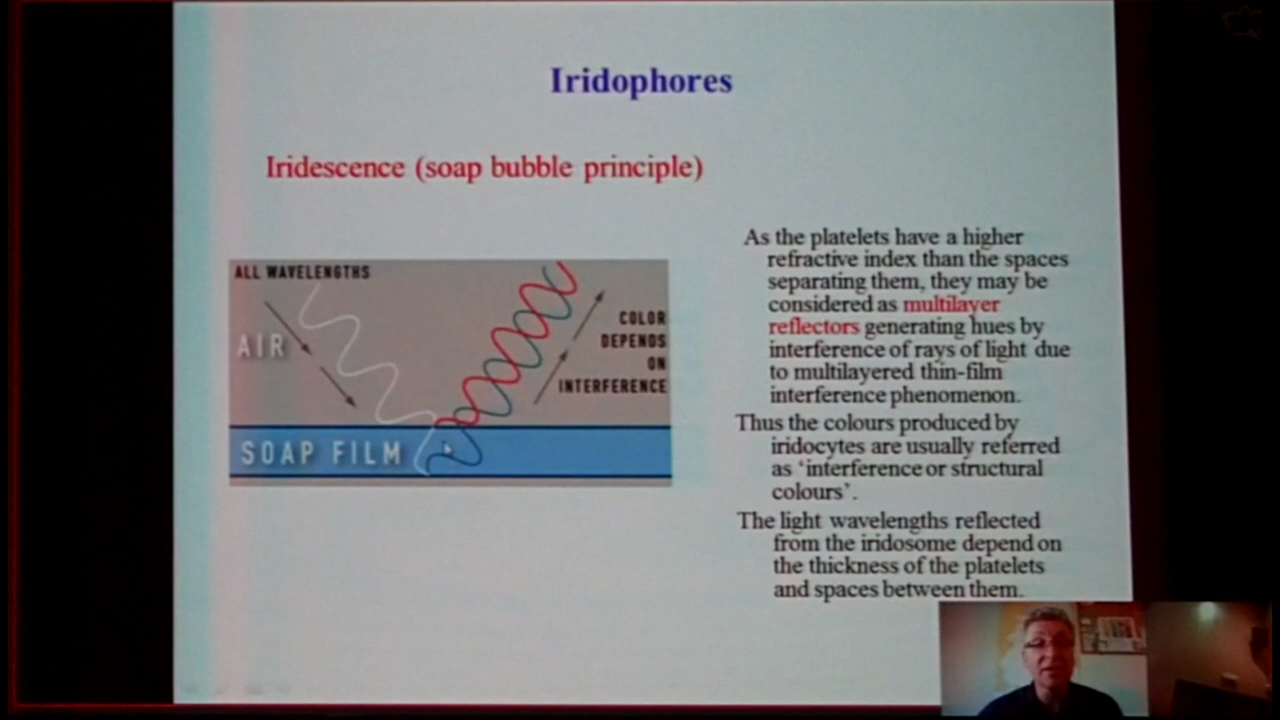 Iridophores
Iridescence (soap bubble principle)
ALL WAVELENGTHS
AIR
COLOR
DEPENDS
ON
INTERFERENCE
SOAP FILM
As the platelets have a higher
refractive index than the spaces
separating them, they may be
considered as multilayer
reflectors generating hues by
interference of rays of light due
to multilayered thin-film
interference phenomenon.
Thus the colours produced by
iridocytes are usually referred
as ‘interference or structural
colours’.
The light wavelengths reflected
from the iridosome depend on
the thickness of the platelets
and spaces between them.